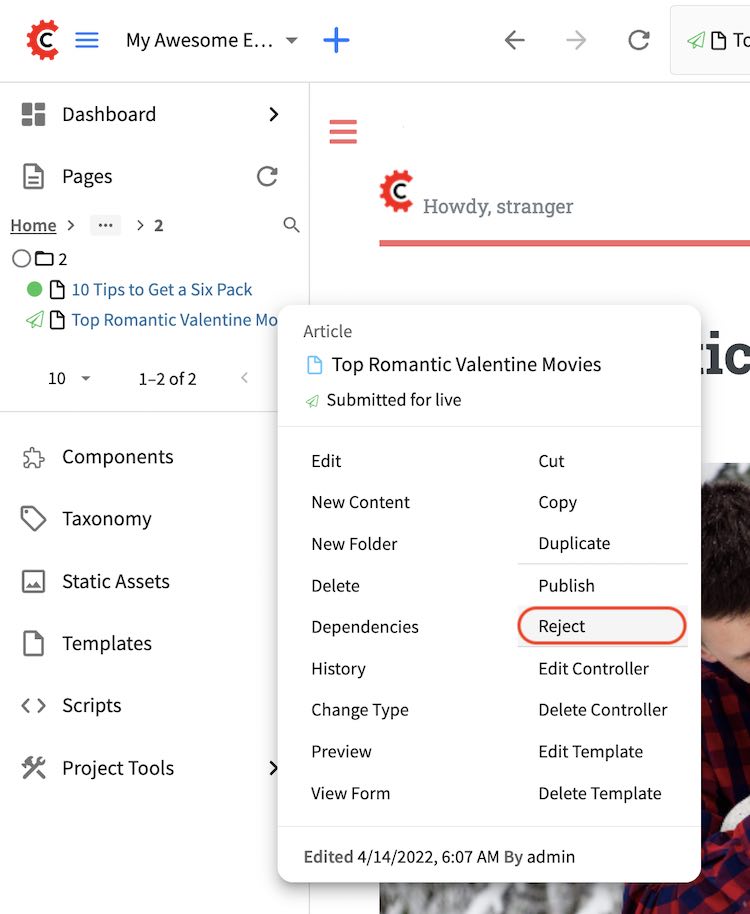 My Awesome E...
To
Dashboard
Pages
Home > ... > 2
2
10 Tips to Get a Six Pack
Top Romantic Valentine Mo
10
1–2 of 2
Components
Taxonomy
Static Assets
Templates
Scripts
Project Tools
C
Howdy, stranger
tic
Article
Top Romantic Valentine Movies
Submitted for live
Edit
New Content
New Folder
Delete
Dependencies
History
Change Type
Preview
View Form
Cut
Copy
Duplicate
Publish
Reject
Edit Controller
Delete Controller
Edit Template
Delete Template
Edited 4/14/2022, 6:07 AM By admin